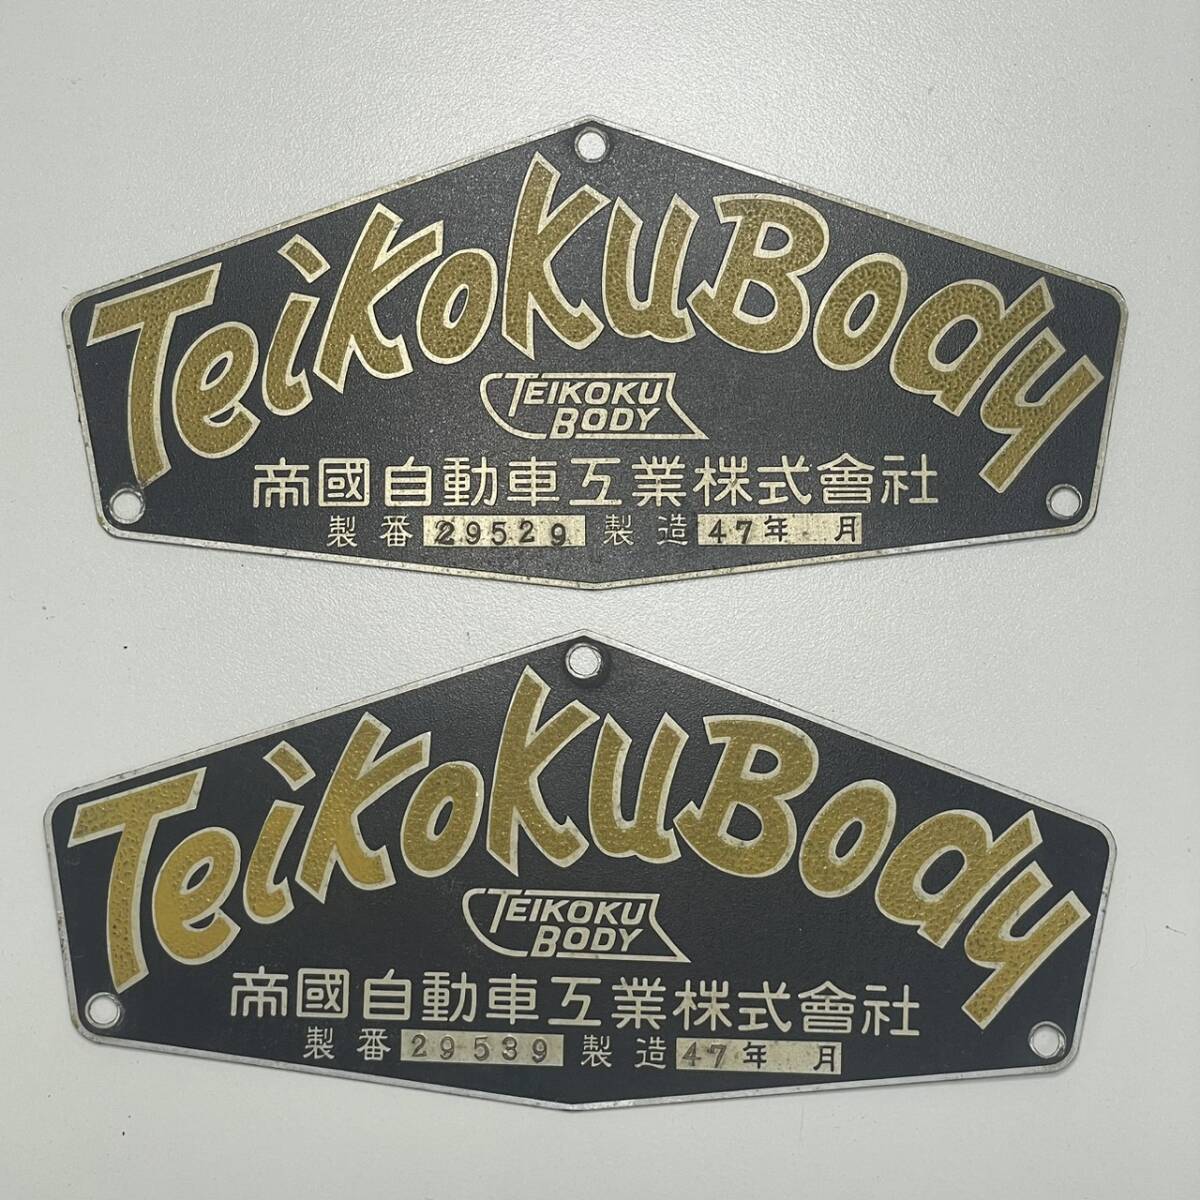 TeiKoKuBody
TEIKOKU
BODY
帝國自動車工業株式會社
製番 29529 製造 47年 月
TeiKoKuBody
TEIKOKU
BODY
帝國自動車工業株式會社
製番 29539 製造 47年 月